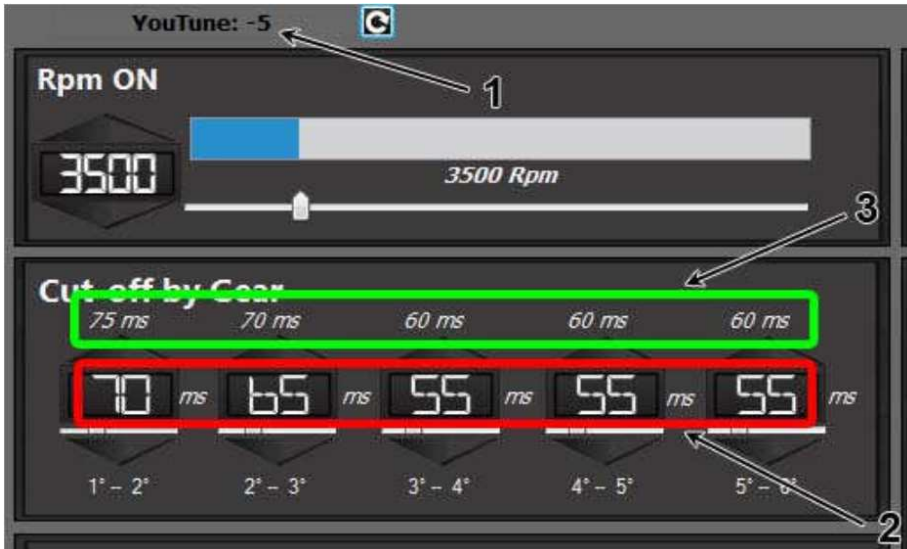 YouTune: -5
1
Rpm ON
3500
3500 Rpm
3
Cut-off by Gear
75 ms 70 ms 60 ms 60 ms 60 ms
70 ms 65 ms 55 ms 55 ms 55 ms
1° - 2° 2° - 3° 3° - 4° 4° - 5° 5° - 6°
2